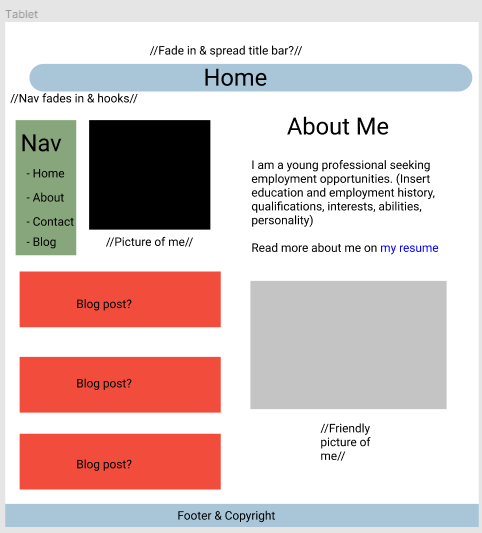 Tablet
//Fade in & spread title bar?//
Home
//Nav fades in & hooks//
Nav
- Home
- About
- Contact
- Blog
//Picture of me//
About Me
I am a young professional seeking
employment opportunities. (Insert
education and employment history,
qualifications, interests, abilities,
personality)
Read more about me on my resume
Blog post?
Blog post?
Blog post?
//Friendly
picture of
me//
Footer & Copyright